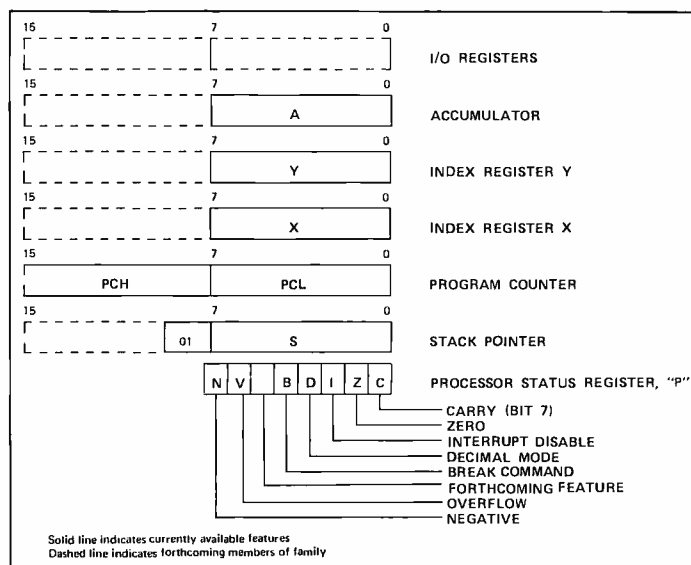 15 7 0
I/O REGISTERS
15 7 0
A ACCUMULATOR
15 7 0
Y INDEX REGISTER Y
15 7 0
X INDEX REGISTER X
15 7 0
PCH PCL PROGRAM COUNTER
15 7 0
01 S STACK POINTER
N V B D I Z C PROCESSOR STATUS REGISTER, "P"
CARRY (BIT 7)
ZERO
INTERRUPT DISABLE
DECIMAL MODE
BREAK COMMAND
FORTHCOMING FEATURE
OVERFLOW
NEGATIVE
Solid line indicates currently available features
Dashed line indicates forthcoming members of family